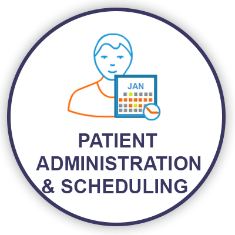 JAN
PATIENT
ADMINISTRATION
& SCHEDULING